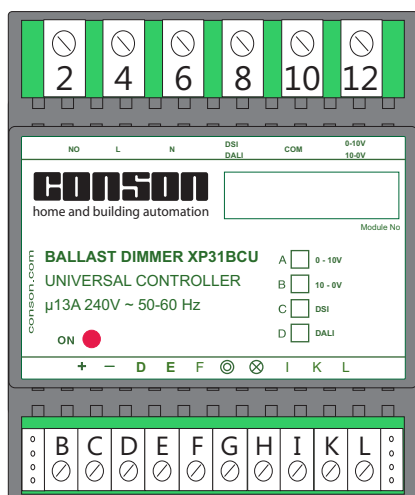 2 4 6 8 10 12
NO L N DSI COM 0-10V
DALI 10-0V
conson
home and building automation
Module No
conson.com
BALLAST DIMMER XP31BCU
UNIVERSAL CONTROLLER
µ13A 240V ~ 50-60 Hz
ON
A 0 - 10V
B 10 - 0V
C DSI
D DALI
+ − D E F ◎ ⊗ I K L
B C D E F G H I K L